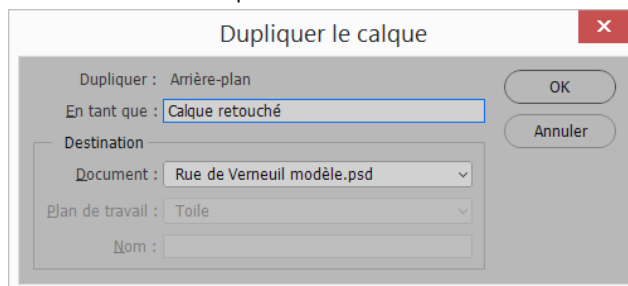 Dupliquer le calque
Dupliquer : Arrière-plan
En tant que : Calque retouché
OK
Annuler
Destination
Document : Rue de Verneuil modèle.psd
Plan de travail : Toile
Nom :